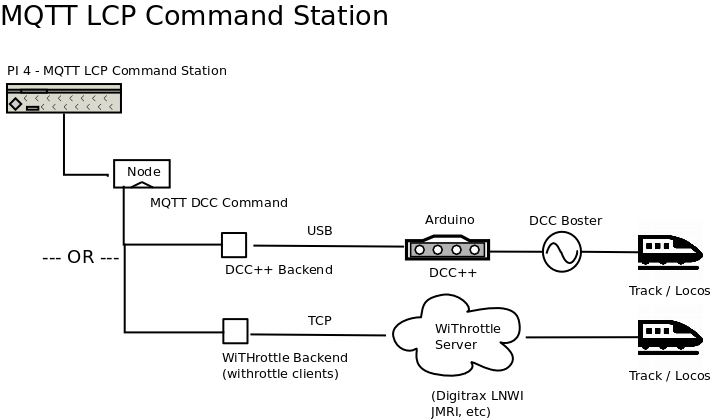 MQTT LCP Command Station
PI 4 - MQTT LCP Command Station
Node
MQTT DCC Command
USB
Arduino
DCC Boster
--- OR ---
DCC++ Backend
DCC++
Track / Locos
TCP
WiThrottle
Server
WiTHrottle Backend
(withrottle clients)
Track / Locos
(Digitrax LNWI
JMRI, etc)